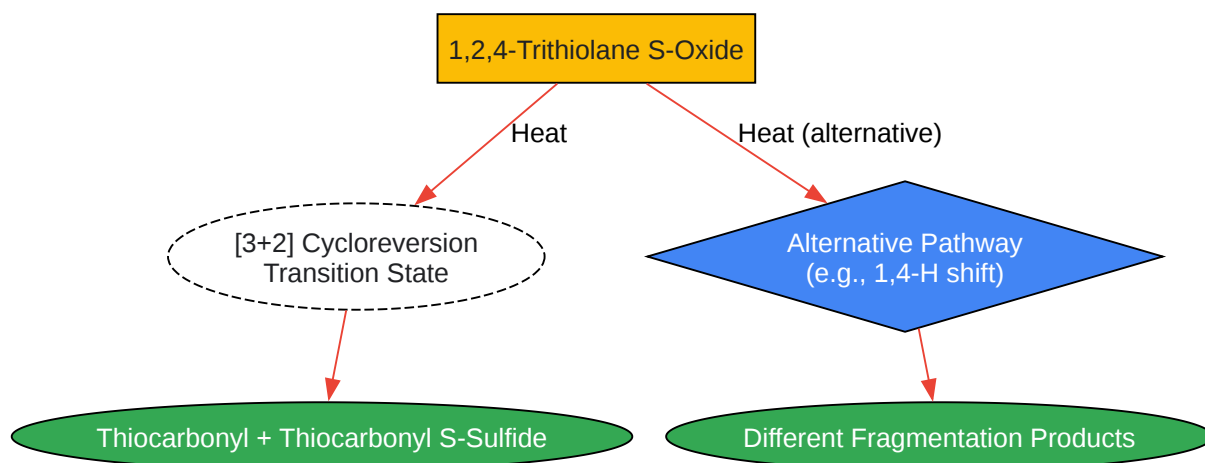 1,2,4-Trithiolane S-Oxide
Heat
Heat (alternative)
[3+2] Cycloreversion
Transition State
Alternative Pathway
(e.g., 1,4-H shift)
Thiocarbonyl + Thiocarbonyl S-Sulfide
Different Fragmentation Products